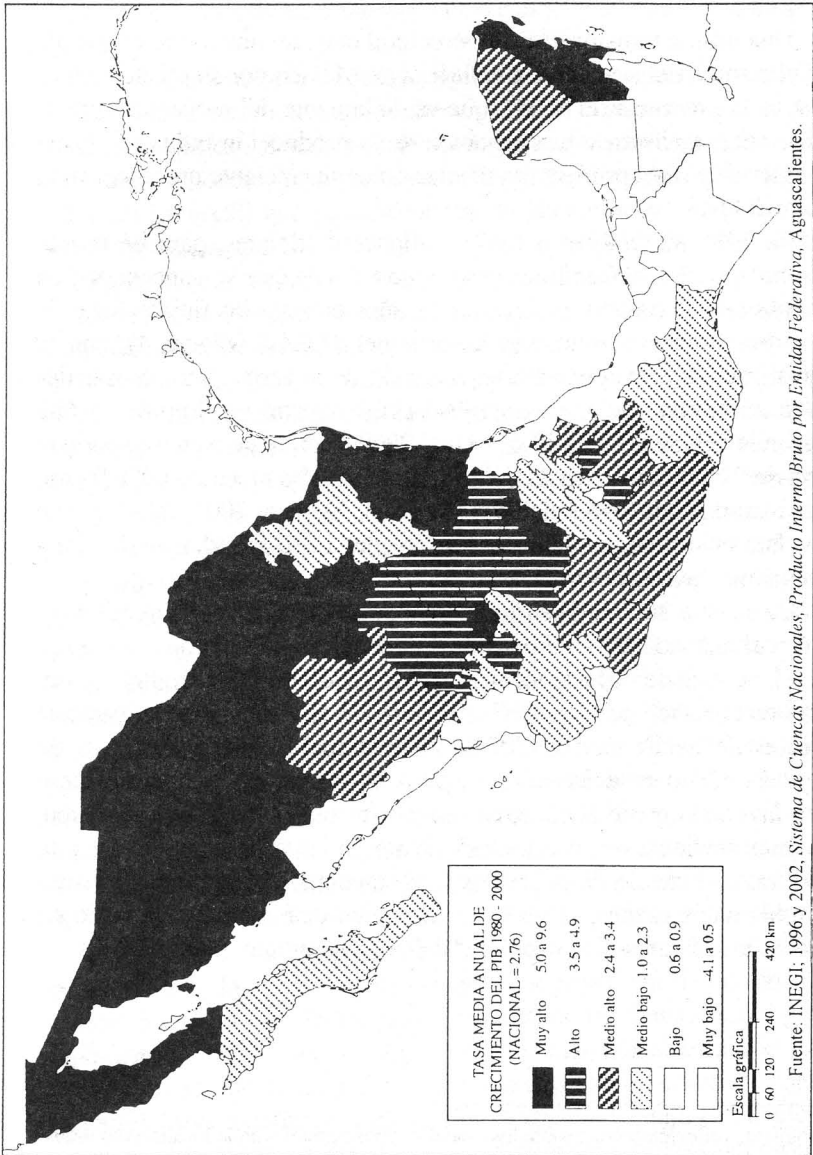 TASA MEDIA ANUAL DE
CRECIMIENTO DEL PIB 1980 - 2000
(NACIONAL = 2.76)
Muy alto 5.0 a 9.6
Alto 3.5 a 4.9
Medio alto 2.4 a 3.4
Medio bajo 1.0 a 2.3
Bajo 0.6 a 0.9
Muy bajo -4.1 a 0.5
Escala gráfica
0 60 120 240 420 km
Fuente: INEGI; 1996 y 2002, Sistema de Cuencas Nacionales, Producto Interno Bruto por Entidad Federativa, Aguascalientes.